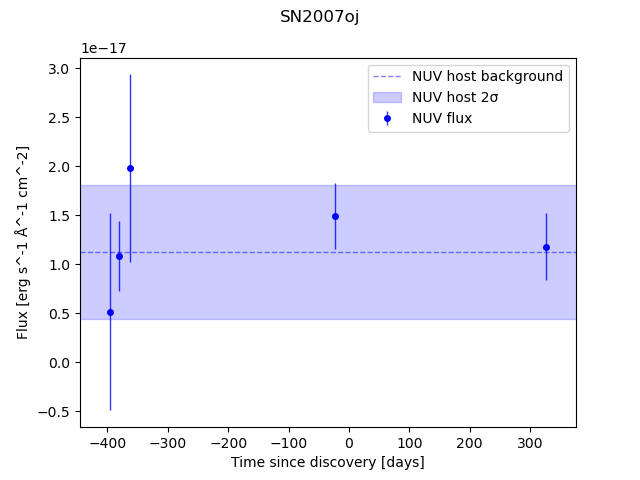 SN2007oj
1e−17
3.0
2.5
2.0
1.5
1.0
0.5
0.0
−0.5
Flux [erg s^-1 Å^-1 cm^-2]
NUV host background
NUV host 2σ
NUV flux
−400 −300 −200 −100 0 100 200 300
Time since discovery [days]